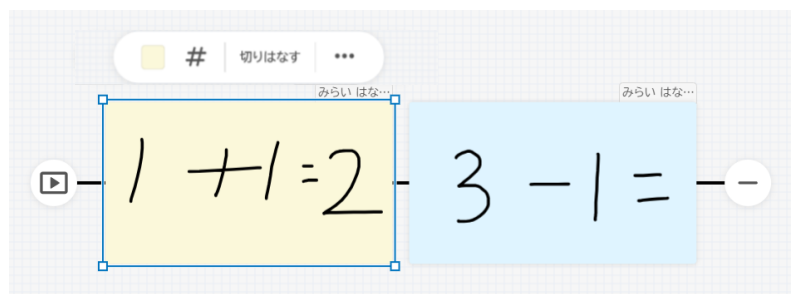 # 切りはなす •••
みらい はな… みらい はな…
1 +1=2 3-1=